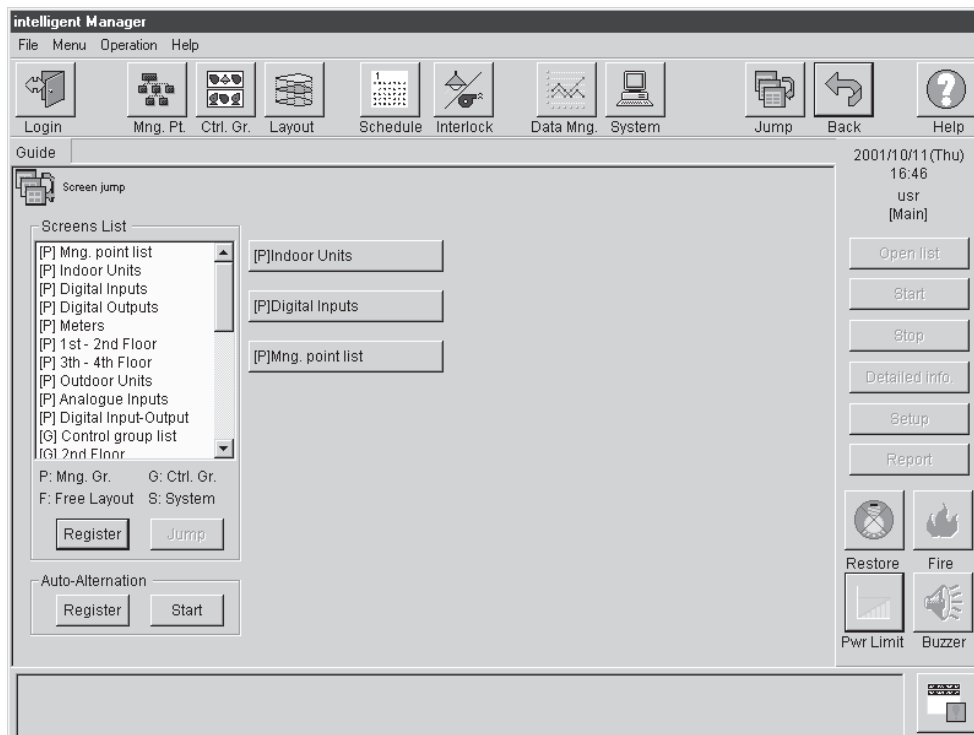 intelligent Manager
File Menu Operation Help
Login Mng. Pt. Ctrl. Gr. Layout Schedule Interlock Data Mng. System Jump Back Help
Guide
2001/10/11(Thu)
16:46
usr
[Main]
Screen jump
Screens List
[P] Mng. point list
[P] Indoor Units
[P] Digital Inputs
[P] Digital Outputs
[P] Meters
[P] 1st - 2nd Floor
[P] 3th - 4th Floor
[P] Outdoor Units
[P] Analogue Inputs
[P] Digital Input-Output
[G] Control group list
[G] 2nd Floor
P: Mng. Gr. G: Ctrl. Gr.
F: Free Layout S: System
Register Jump
Auto-Alternation
Register Start
[P]Indoor Units
[P]Digital Inputs
[P]Mng. point list
Open list
Start
Stop
Detailed info.
Setup
Report
Restore Fire
Pwr Limit Buzzer